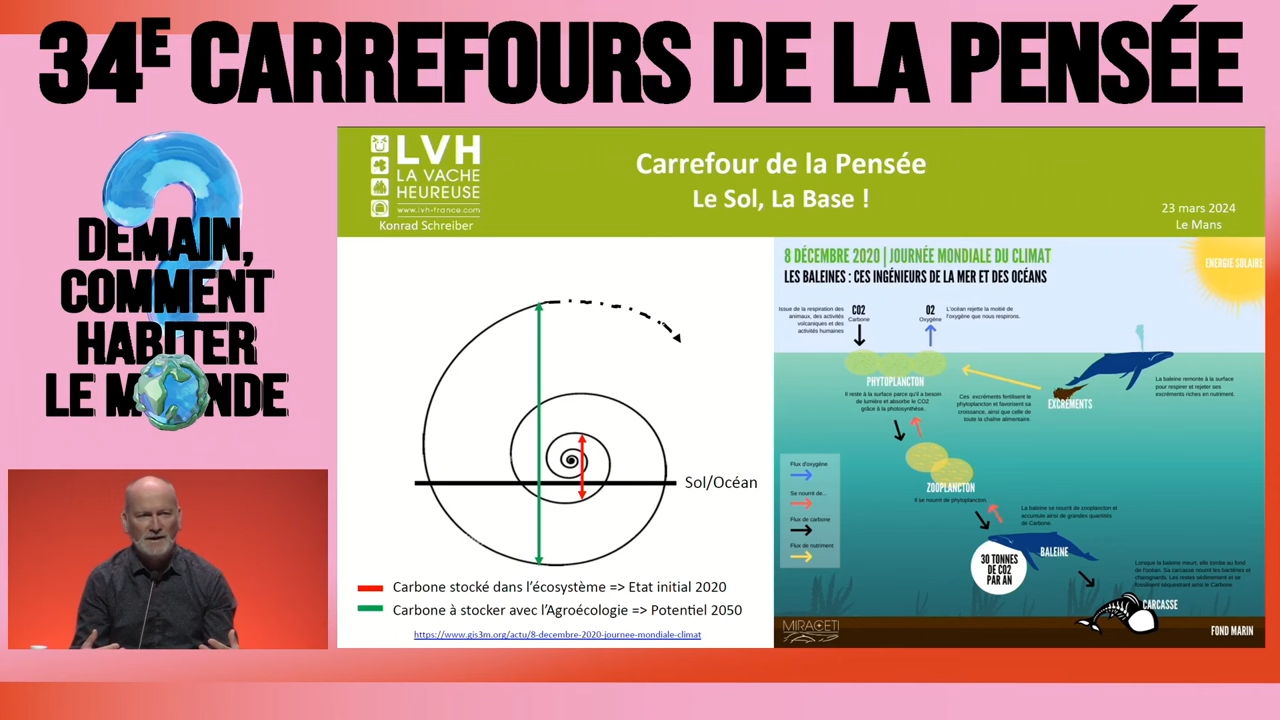 34E CARREFOURS DE LA PENSÉE
DEMAIN,
COMMENT
HABITER
LE MONDE
LVH
LA VACHE
HEUREUSE
www.lvh-france.com
Konrad Schreiber
Carrefour de la Pensée
Le Sol, La Base !
23 mars 2024
Le Mans
Sol/Océan
Carbone stocké dans l'écosystème => Etat initial 2020
Carbone à stocker avec l'Agroécologie => Potentiel 2050
https://www.gis3m.org/actu/8-decembre-2020-journee-mondiale-climat
8 DÉCEMBRE 2020 | JOURNÉE MONDIALE DU CLIMAT
LES BALEINES : CES INGÉNIEURS DE LA MER ET DES OCÉANS
ENERGIE SOLAIRE
Issue de la respiration des
animaux, des activités
volcaniques et des
activités humaines
CO2
Carbone
O2
Oxygène
L'océan rejette la moitié de
l'oxygène que nous respirons.
PHYTOPLANCTON
Il reste à la surface parce qu'il a besoin
de lumière et absorbe le CO2
grâce à la photosynthèse.
Ces excréments fertilisent le
phytoplancton et favorisent sa
croissance, ainsi que celle de
toute la chaîne alimentaire.
EXCRÉMENTS
La baleine remonte à la surface
pour respirer et rejeter ses
excréments riches en nutriment.
ZOOPLANCTON
Il se nourrit de phytoplancton.
Flux d'oxygène
Se nourrit de...
Flux de carbone
Flux de nutriment
La baleine se nourrit de zooplancton et
accumule ainsi de grandes quantités
de Carbone.
30 TONNES
DE CO2
PAR AN
BALEINE
Lorsque la baleine meurt, elle tombe au fond
de l'océan. Sa carcasse nourrit les bactéries et
charognards. Les restes sédimentent et se
fossilisent séquestrant ainsi le Carbone.
CARCASSE
MIRACETI
FOND MARIN